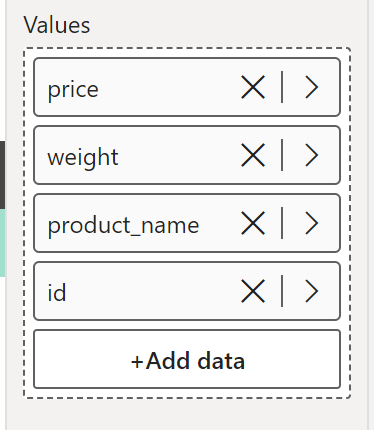 Values
price
weight
product_name
id
+Add data